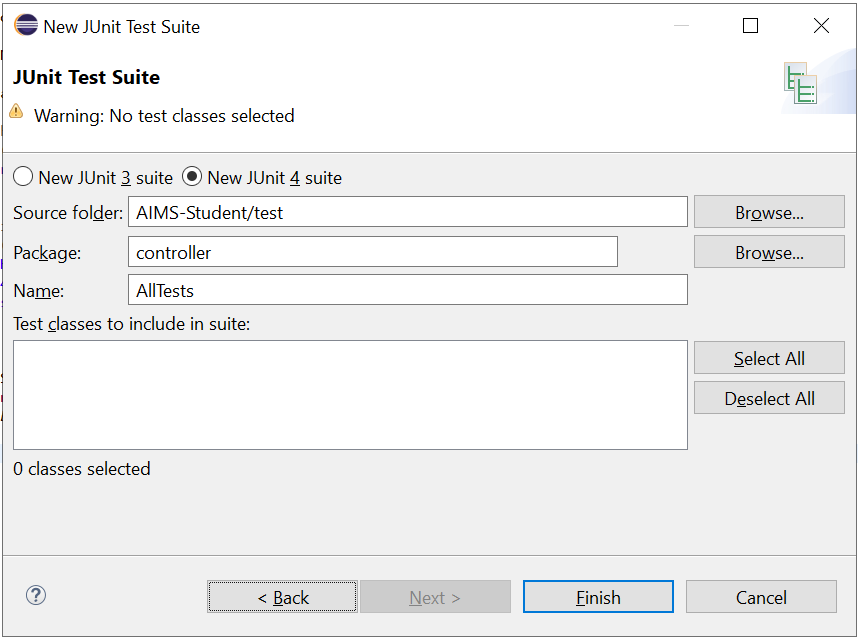 New JUnit Test Suite
JUnit Test Suite
Warning: No test classes selected
New JUnit 3 suite New JUnit 4 suite
Source folder: AIMS-Student/test Browse...
Package: controller Browse...
Name: AllTests
Test classes to include in suite:
Select All
Deselect All
0 classes selected
? < Back Next > Finish Cancel